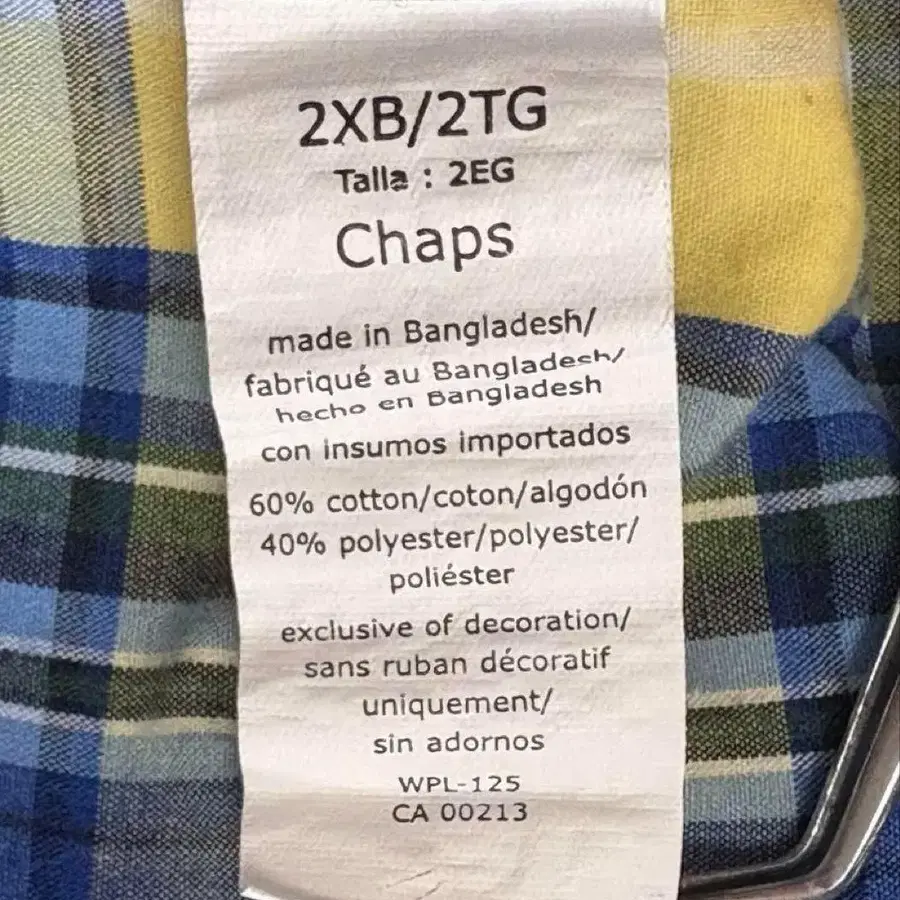 2XB/2TG
Talla : 2EG
Chaps
made in Bangladesh/
fabriqué au Bangladesh/
hecho en Bangladesh
con insumos importados
60% cotton/coton/algodón
40% polyester/polyester/
poliéster
exclusive of decoration/
sans ruban décoratif
uniquement/
sin adornos
WPL-125
CA 00213